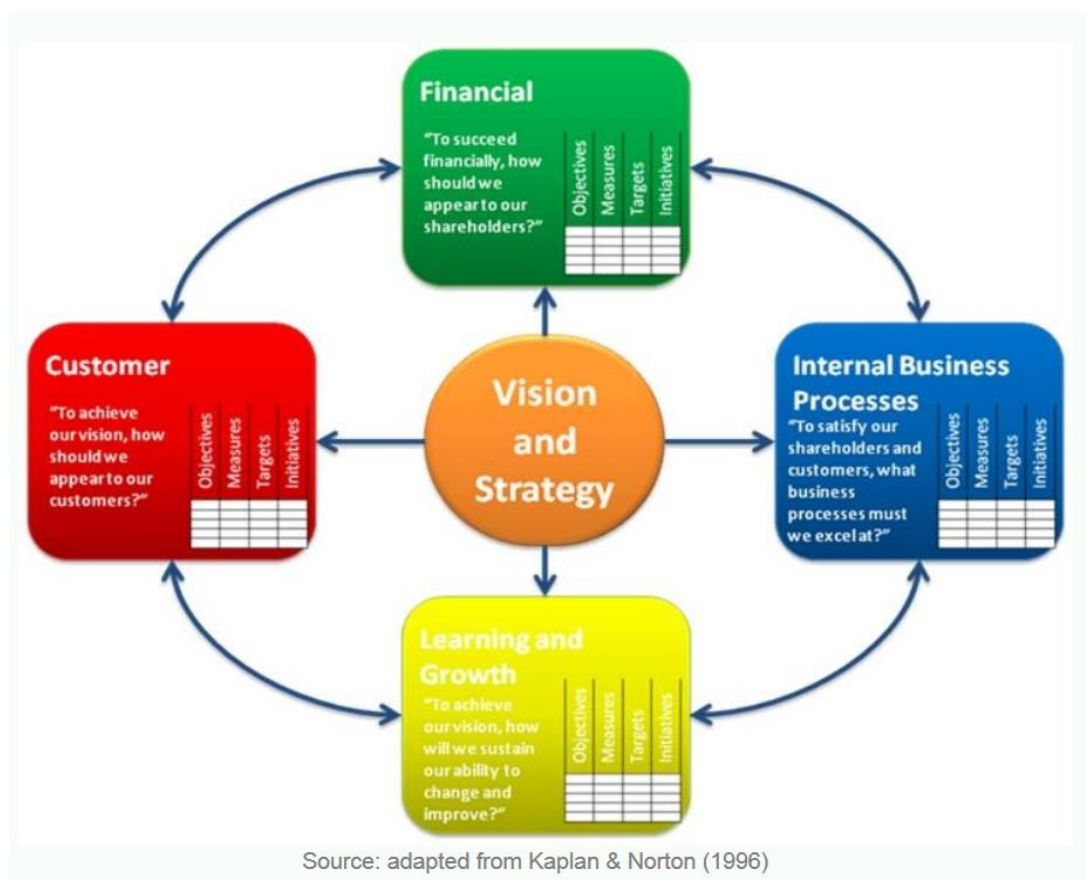 Financial
"To succeed
financially, how
should we
appear to our
shareholders?"
Objectives
Measures
Targets
Initiatives
Customer
"To achieve
our vision, how
should we
appear to our
customers?"
Objectives
Measures
Targets
Initiatives
Vision
and
Strategy
Internal Business
Processes
"To satisfy our
shareholders and
customers, what
business
processes must
we excel at?"
Objectives
Measures
Targets
Initiatives
Learning and
Growth
"To achieve
our vision, how
will we sustain
our ability to
change and
improve?"
Objectives
Measures
Targets
Initiatives
Source: adapted from Kaplan & Norton (1996)